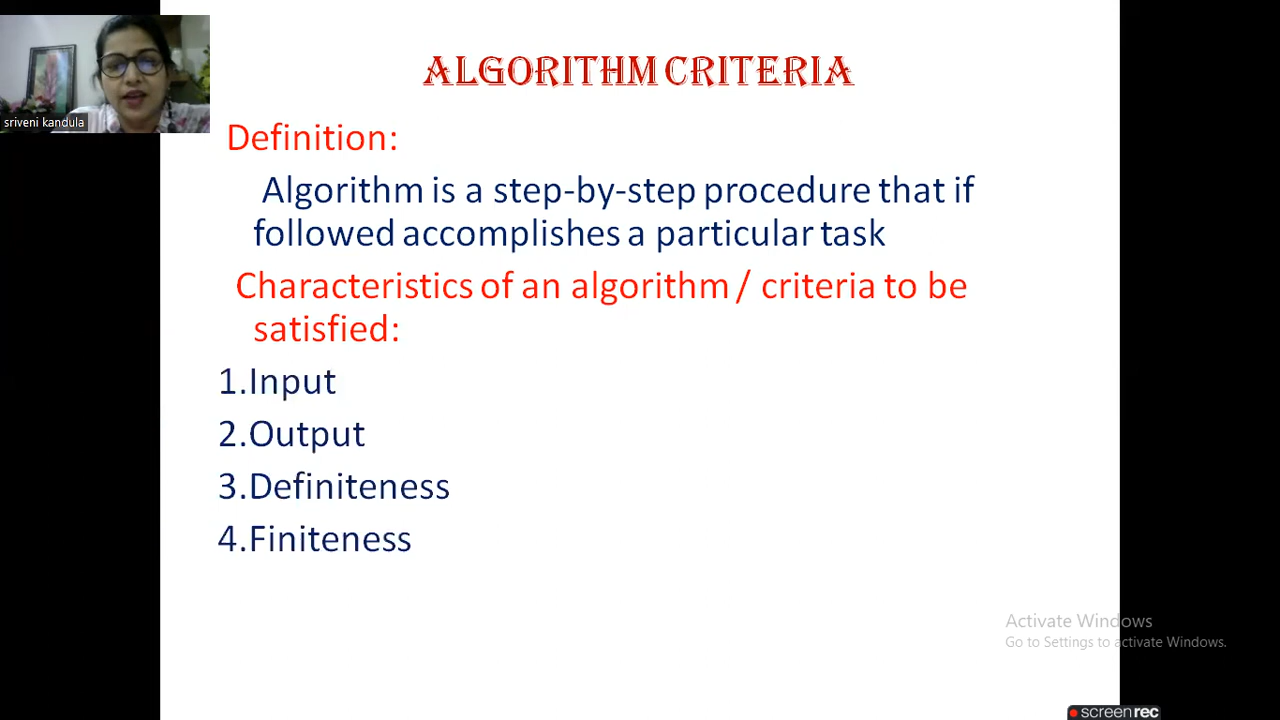 ALGORITHM CRITERIA
sriveni kandula
Definition:
Algorithm is a step-by-step procedure that if
followed accomplishes a particular task
Characteristics of an algorithm / criteria to be
satisfied:
1.Input
2.Output
3.Definiteness
4.Finiteness
Activate Windows
Go to Settings to activate Windows.
screenrec